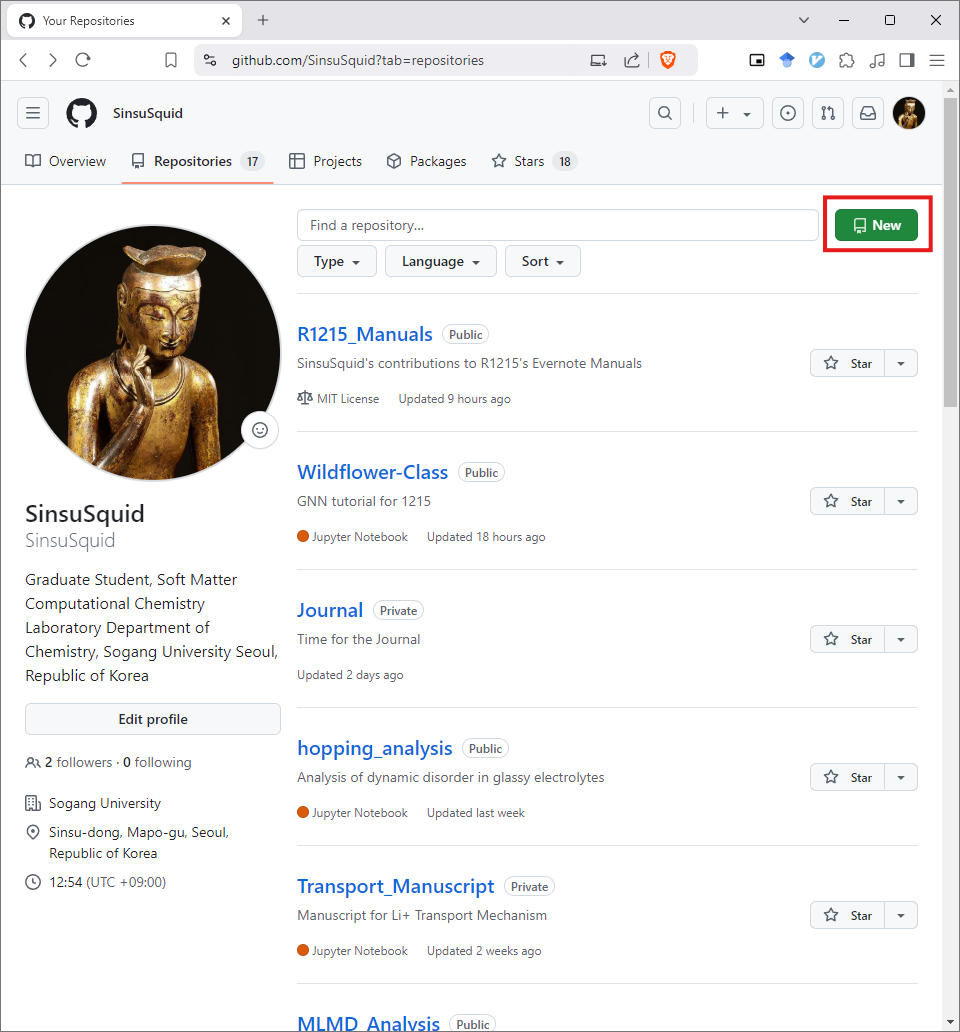 Your Repositories
github.com/SinsuSquid?tab=repositories
SinsuSquid
Overview
Repositories 17
Projects
Packages
Stars 18
Find a repository...
New
Type
Language
Sort
R1215_Manuals Public
SinsuSquid's contributions to R1215's Evernote Manuals
Star
MIT License Updated 9 hours ago
Wildflower-Class Public
GNN tutorial for 1215
Star
Jupyter Notebook Updated 18 hours ago
Journal Private
Time for the Journal
Star
Updated 2 days ago
hopping_analysis Public
Analysis of dynamic disorder in glassy electrolytes
Star
Jupyter Notebook Updated last week
Transport_Manuscript Private
Manuscript for Li+ Transport Mechanism
Star
Jupyter Notebook Updated 2 weeks ago
MLMD_Analysis Public
SinsuSquid
SinsuSquid
Graduate Student, Soft Matter
Computational Chemistry
Laboratory Department of
Chemistry, Sogang University Seoul,
Republic of Korea
Edit profile
2 followers · 0 following
Sogang University
Sinsu-dong, Mapo-gu, Seoul,
Republic of Korea
12:54 (UTC +09:00)